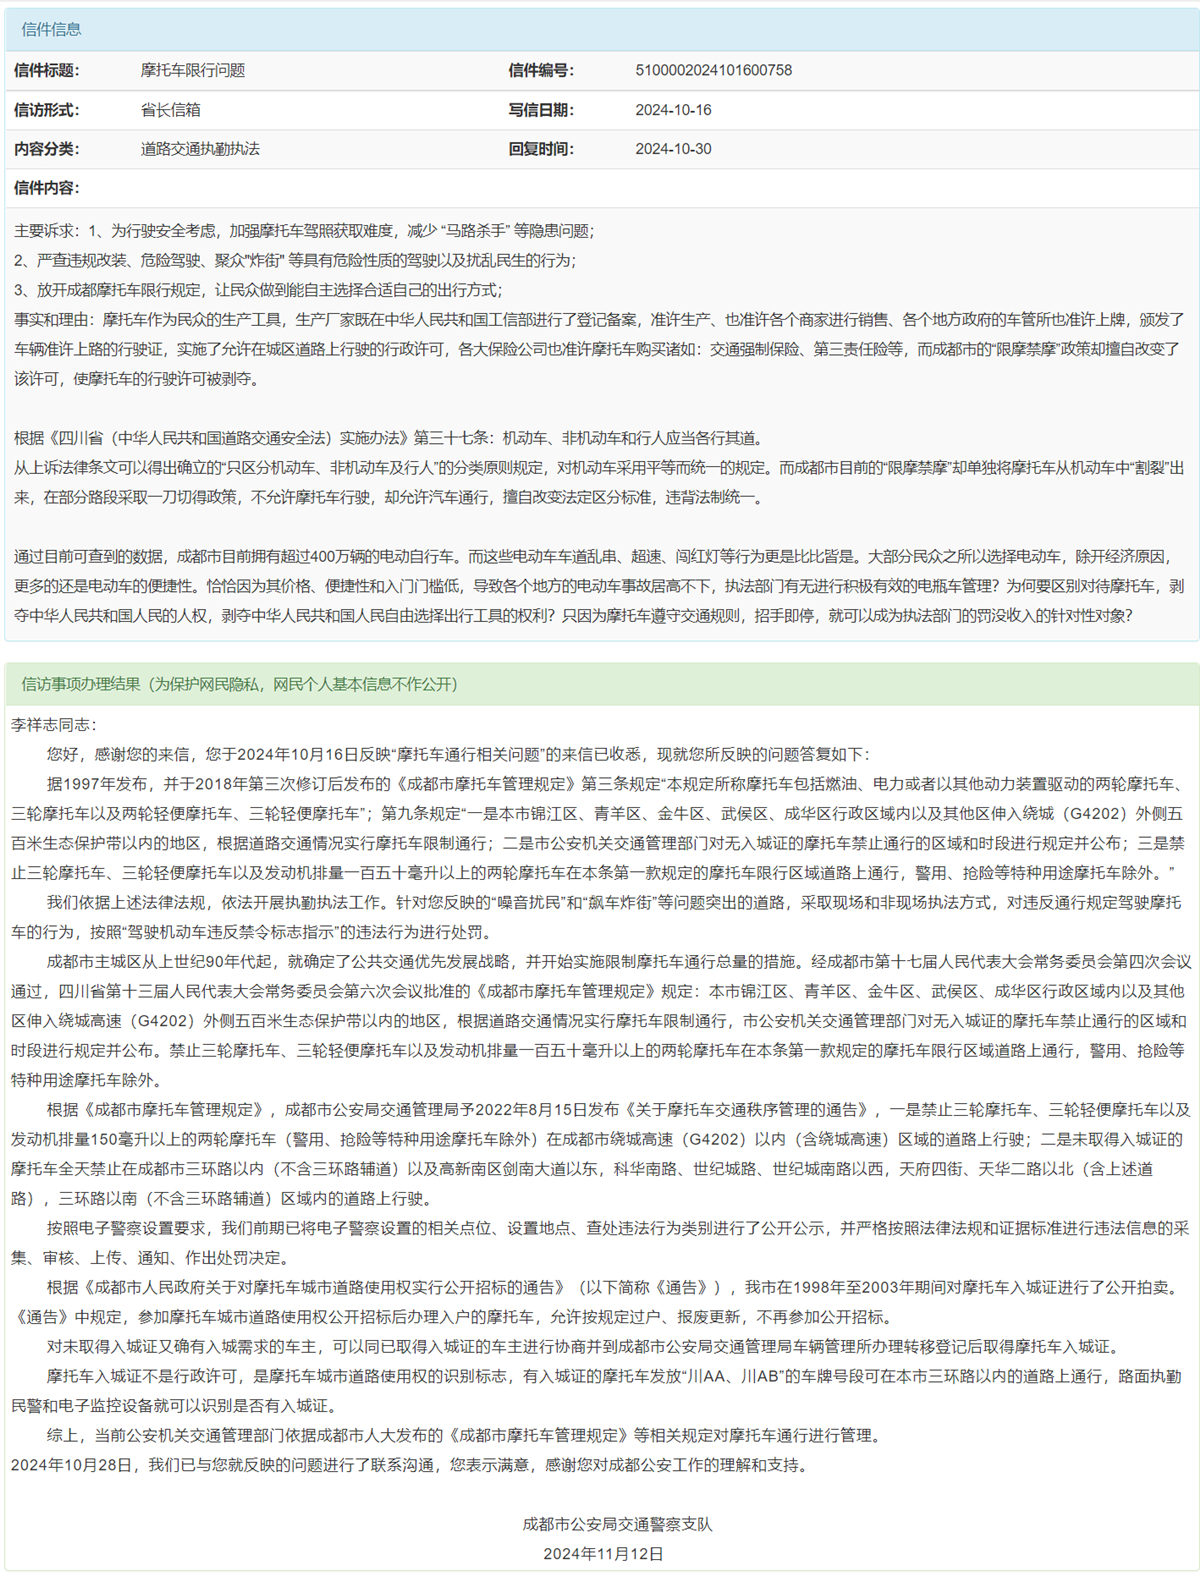 信件信息
信件标题： 摩托车限行问题 信件编号： 5100002024101600758
信访形式： 省长信箱 写信日期： 2024-10-16
内容分类： 道路交通执勤执法 回复时间： 2024-10-30
信件内容：
主要诉求：1、为行驶安全考虑，加强摩托车驾照获取难度，减少 “马路杀手” 等隐患问题；
2、严查违规改装、危险驾驶、聚众"炸街" 等具有危险性质的驾驶以及扰乱民生的行为；
3、放开成都摩托车限行规定，让民众做到能自主选择合适自己的出行方式；
事实和理由：摩托车作为民众的生产工具，生产厂家既在中华人民共和国工信部进行了登记备案，准许生产、也准许各个商家进行销售、各个地方政府的车管所也准许上牌，颁发了
车辆准许上路的行驶证，实施了允许在城区道路上行驶的行政许可，各大保险公司也准许摩托车购买诸如：交通强制保险、第三责任险等，而成都市的“限摩禁摩”政策却擅自改变了
该许可，使摩托车的行驶许可被剥夺。
根据《四川省（中华人民共和国道路交通安全法）实施办法》第三十七条：机动车、非机动车和行人应当各行其道。
从上诉法律条文可以得出确立的“只区分机动车、非机动车及行人”的分类原则规定，对机动车采用平等而统一的规定。而成都市目前的“限摩禁摩”却单独将摩托车从机动车中“割裂”出
来，在部分路段采取一刀切得政策，不允许摩托车行驶，却允许汽车通行，擅自改变法定区分标准，违背法制统一。
通过目前可查到的数据，成都市目前拥有超过400万辆的电动自行车。而这些电动车车道乱串、超速、闯红灯等行为更是比比皆是。大部分民众之所以选择电动车，除开经济原因，
更多的还是电动车的便捷性。恰恰因为其价格、便捷性和入门门槛低，导致各个地方的电动车事故居高不下，执法部门有无进行积极有效的电瓶车管理？为何要区别对待摩托车，剥
夺中华人民共和国人民的人权，剥夺中华人民共和国人民自由选择出行工具的权利？只因为摩托车遵守交通规则，招手即停，就可以成为执法部门的罚没收入的针对性对象？
信访事项办理结果（为保护网民隐私，网民个人基本信息不作公开）
李祥志同志：
您好，感谢您的来信，您于2024年10月16日反映“摩托车通行相关问题”的来信已收悉，现就您所反映的问题答复如下：
据1997年发布，并于2018年第三次修订后发布的《成都市摩托车管理规定》第三条规定“本规定所称摩托车包括燃油、电力或者以其他动力装置驱动的两轮摩托车、
三轮摩托车以及两轮轻便摩托车、三轮轻便摩托车”；第九条规定“一是本市锦江区、青羊区、金牛区、武侯区、成华区行政区域内以及其他区伸入绕城（G4202）外侧五
百米生态保护带以内的地区，根据道路交通情况实行摩托车限制通行；二是市公安机关交通管理部门对无入城证的摩托车禁止通行的区域和时段进行规定并公布；三是禁
止三轮摩托车、三轮轻便摩托车以及发动机排量一百五十毫升以上的两轮摩托车在本条第一款规定的摩托车限行区域道路上通行，警用、抢险等特种用途摩托车除外。”
我们依据上述法律法规，依法开展执勤执法工作。针对您反映的“噪音扰民”和“飙车炸街”等问题突出的道路，采取现场和非现场执法方式，对违反通行规定驾驶摩托
车的行为，按照“驾驶机动车违反禁令标志指示”的违法行为进行处罚。
成都市主城区从上世纪90年代起，就确定了公共交通优先发展战略，并开始实施限制摩托车通行总量的措施。经成都市第十七届人民代表大会常务委员会第四次会议
通过，四川省第十三届人民代表大会常务委员会第六次会议批准的《成都市摩托车管理规定》规定：本市锦江区、青羊区、金牛区、武侯区、成华区行政区域内以及其他
区伸入绕城高速（G4202）外侧五百米生态保护带以内的地区，根据道路交通情况实行摩托车限制通行，市公安机关交通管理部门对无入城证的摩托车禁止通行的区域和
时段进行规定并公布。禁止三轮摩托车、三轮轻便摩托车以及发动机排量一百五十毫升以上的两轮摩托车在本条第一款规定的摩托车限行区域道路上通行，警用、抢险等
特种用途摩托车除外。
根据《成都市摩托车管理规定》，成都市公安局交通管理局予2022年8月15日发布《关于摩托车交通秩序管理的通告》，一是禁止三轮摩托车、三轮轻便摩托车以及
发动机排量150毫升以上的两轮摩托车（警用、抢险等特种用途摩托车除外）在成都市绕城高速（G4202）以内（含绕城高速）区域的道路上行驶；二是未取得入城证的
摩托车全天禁止在成都市三环路以内（不含三环路辅道）以及高新南区剑南大道以东，科华南路、世纪城路、世纪城南路以西，天府四街、天华二路以北（含上述道
路），三环路以南（不含三环路辅道）区域内的道路上行驶。
按照电子警察设置要求，我们前期已将电子警察设置的相关点位、设置地点、查处违法行为类别进行了公开公示，并严格按照法律法规和证据标准进行违法信息的采
集、审核、上传、通知、作出处罚决定。
根据《成都市人民政府关于对摩托车城市道路使用权实行公开招标的通告》（以下简称《通告》），我市在1998年至2003年期间对摩托车入城证进行了公开拍卖。
《通告》中规定，参加摩托车城市道路使用权公开招标后办理入户的摩托车，允许按规定过户、报废更新，不再参加公开招标。
对未取得入城证又确有入城需求的车主，可以同已取得入城证的车主进行协商并到成都市公安局交通管理局车辆管理所办理转移登记后取得摩托车入城证。
摩托车入城证不是行政许可，是摩托车城市道路使用权的识别标志，有入城证的摩托车发放“川AA、川AB”的车牌号段可在本市三环路以内的道路上通行，路面执勤
民警和电子监控设备就可以识别是否有入城证。
综上，当前公安机关交通管理部门依据成都市人大发布的《成都市摩托车管理规定》等相关规定对摩托车通行进行管理。
2024年10月28日，我们已与您就反映的问题进行了联系沟通，您表示满意，感谢您对成都公安工作的理解和支持。
成都市公安局交通警察支队
2024年11月12日